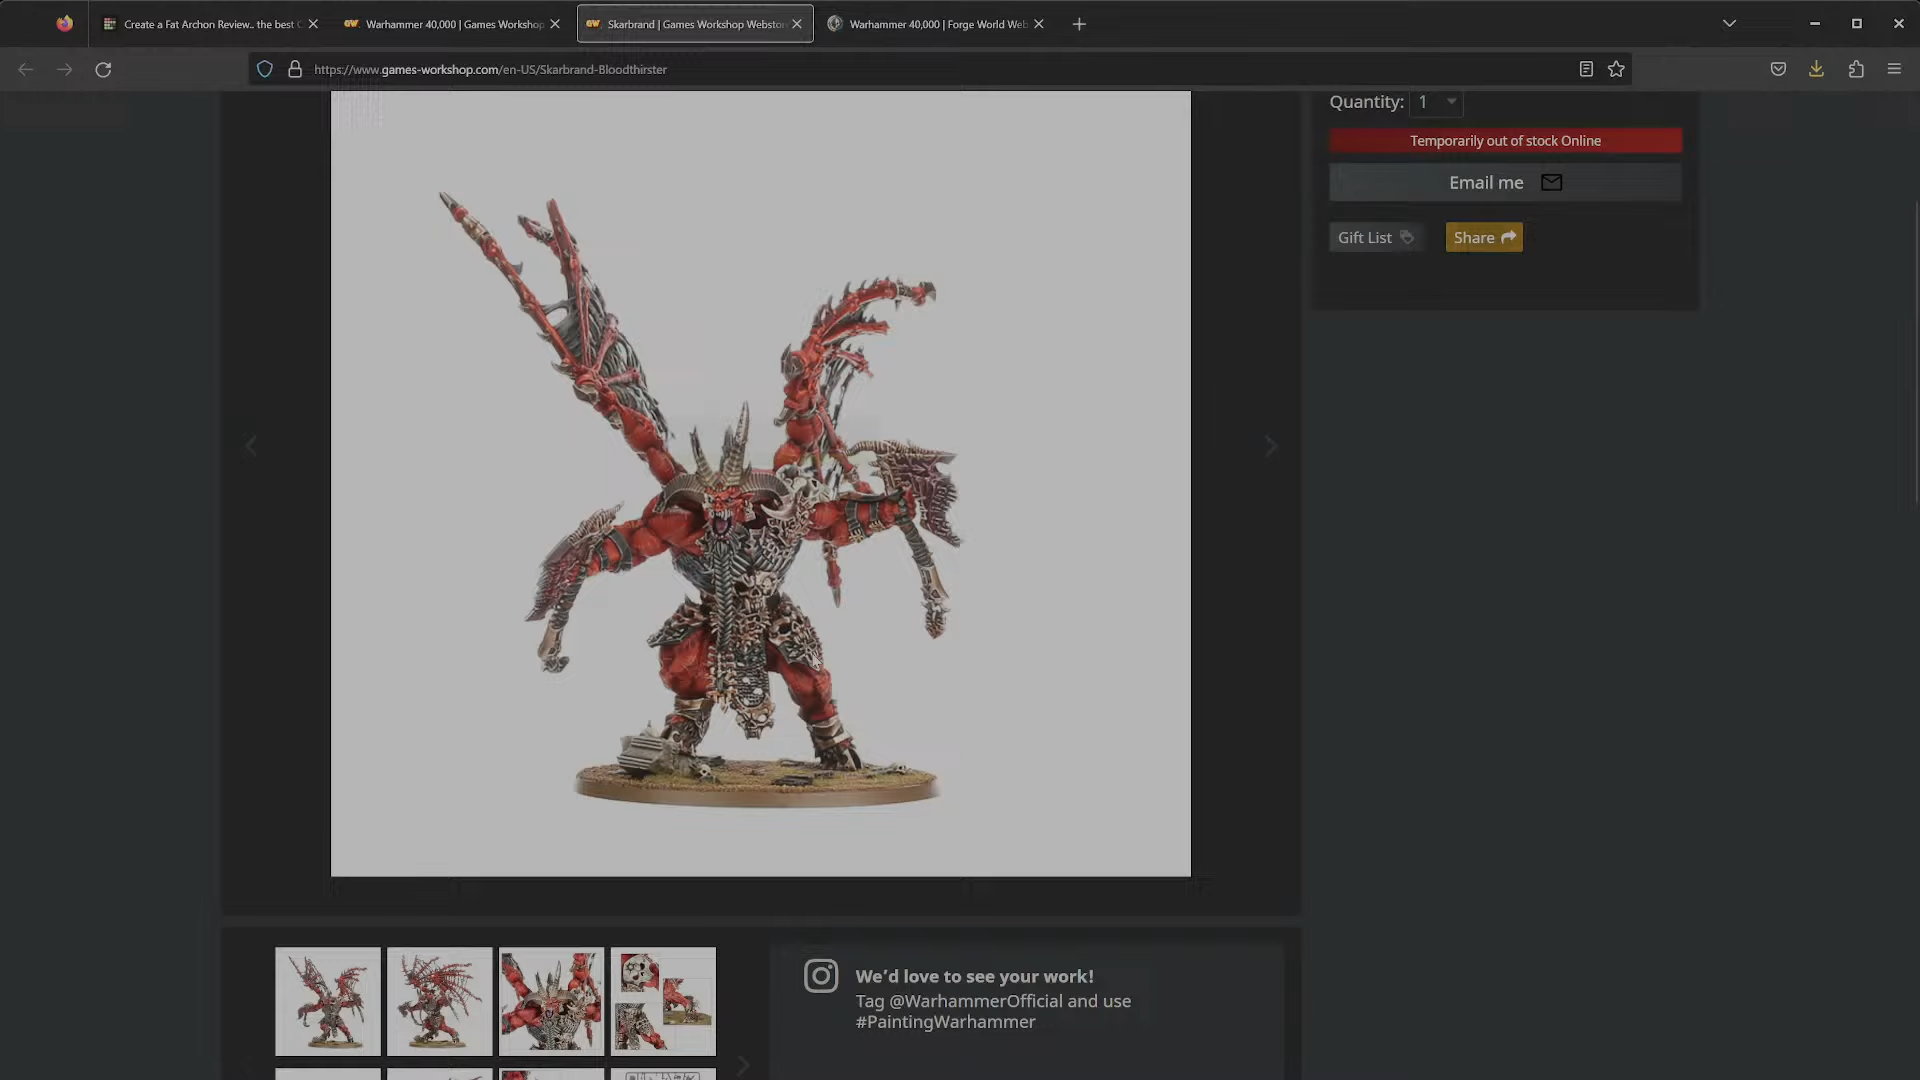 Create a Fat Archon Review.. the best C
Warhammer 40,000 | Games Workshop
Skarbrand | Games Workshop Webstor
Warhammer 40,000 | Forge World Web
https://www.games-workshop.com/en-US/Skarbrand-Bloodthirster
Quantity: 1
Temporarily out of stock Online
Email me
Gift List
Share
We'd love to see your work!
Tag @WarhammerOfficial and use
#PaintingWarhammer